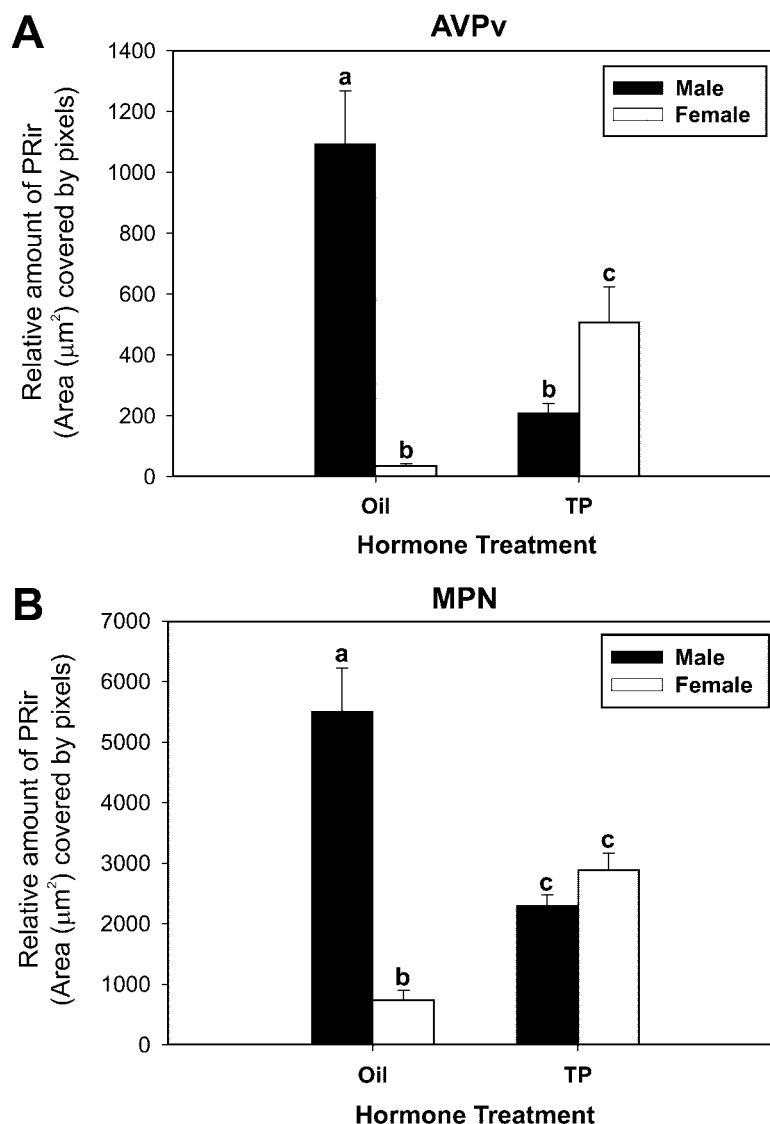 A
AVPv
Relative amount of PRir
(Area (μm²) covered by pixels)
1400
1200
1000
800
600
400
200
0
a
b
b
c
Male
Female
Oil
TP
Hormone Treatment
B
MPN
Relative amount of PRir
(Area (μm²) covered by pixels)
7000
6000
5000
4000
3000
2000
1000
0
a
b
c
c
Male
Female
Oil
TP
Hormone Treatment